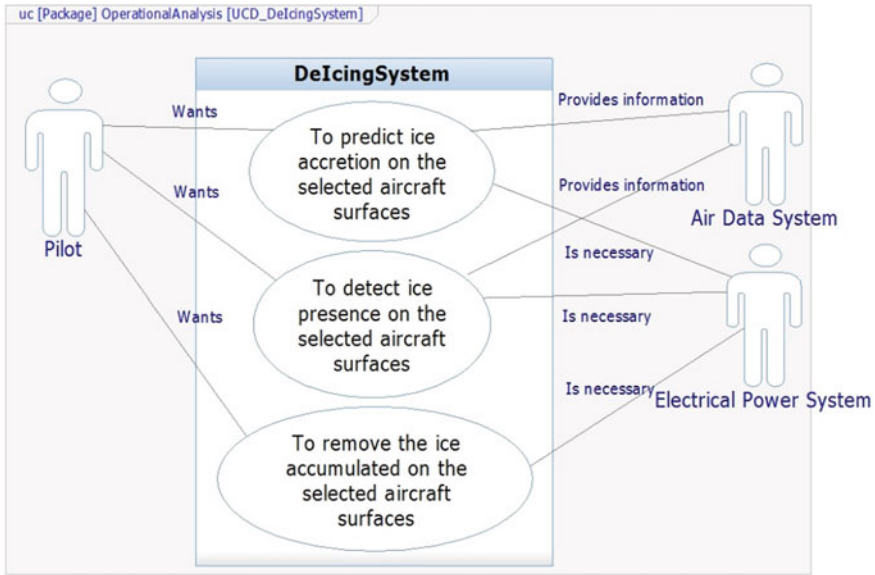 uc [Package] OperationalAnalysis [UCD_DeIcingSystem]
DeIcingSystem
Wants
Provides information
To predict ice
accretion on the
selected aircraft
surfaces
Wants
Provides information
Air Data System
Pilot
Is necessary
To detect ice
presence on the
selected aircraft
surfaces
Wants
Is necessary
Is necessary
Electrical Power System
To remove the ice
accumulated on the
selected aircraft
surfaces